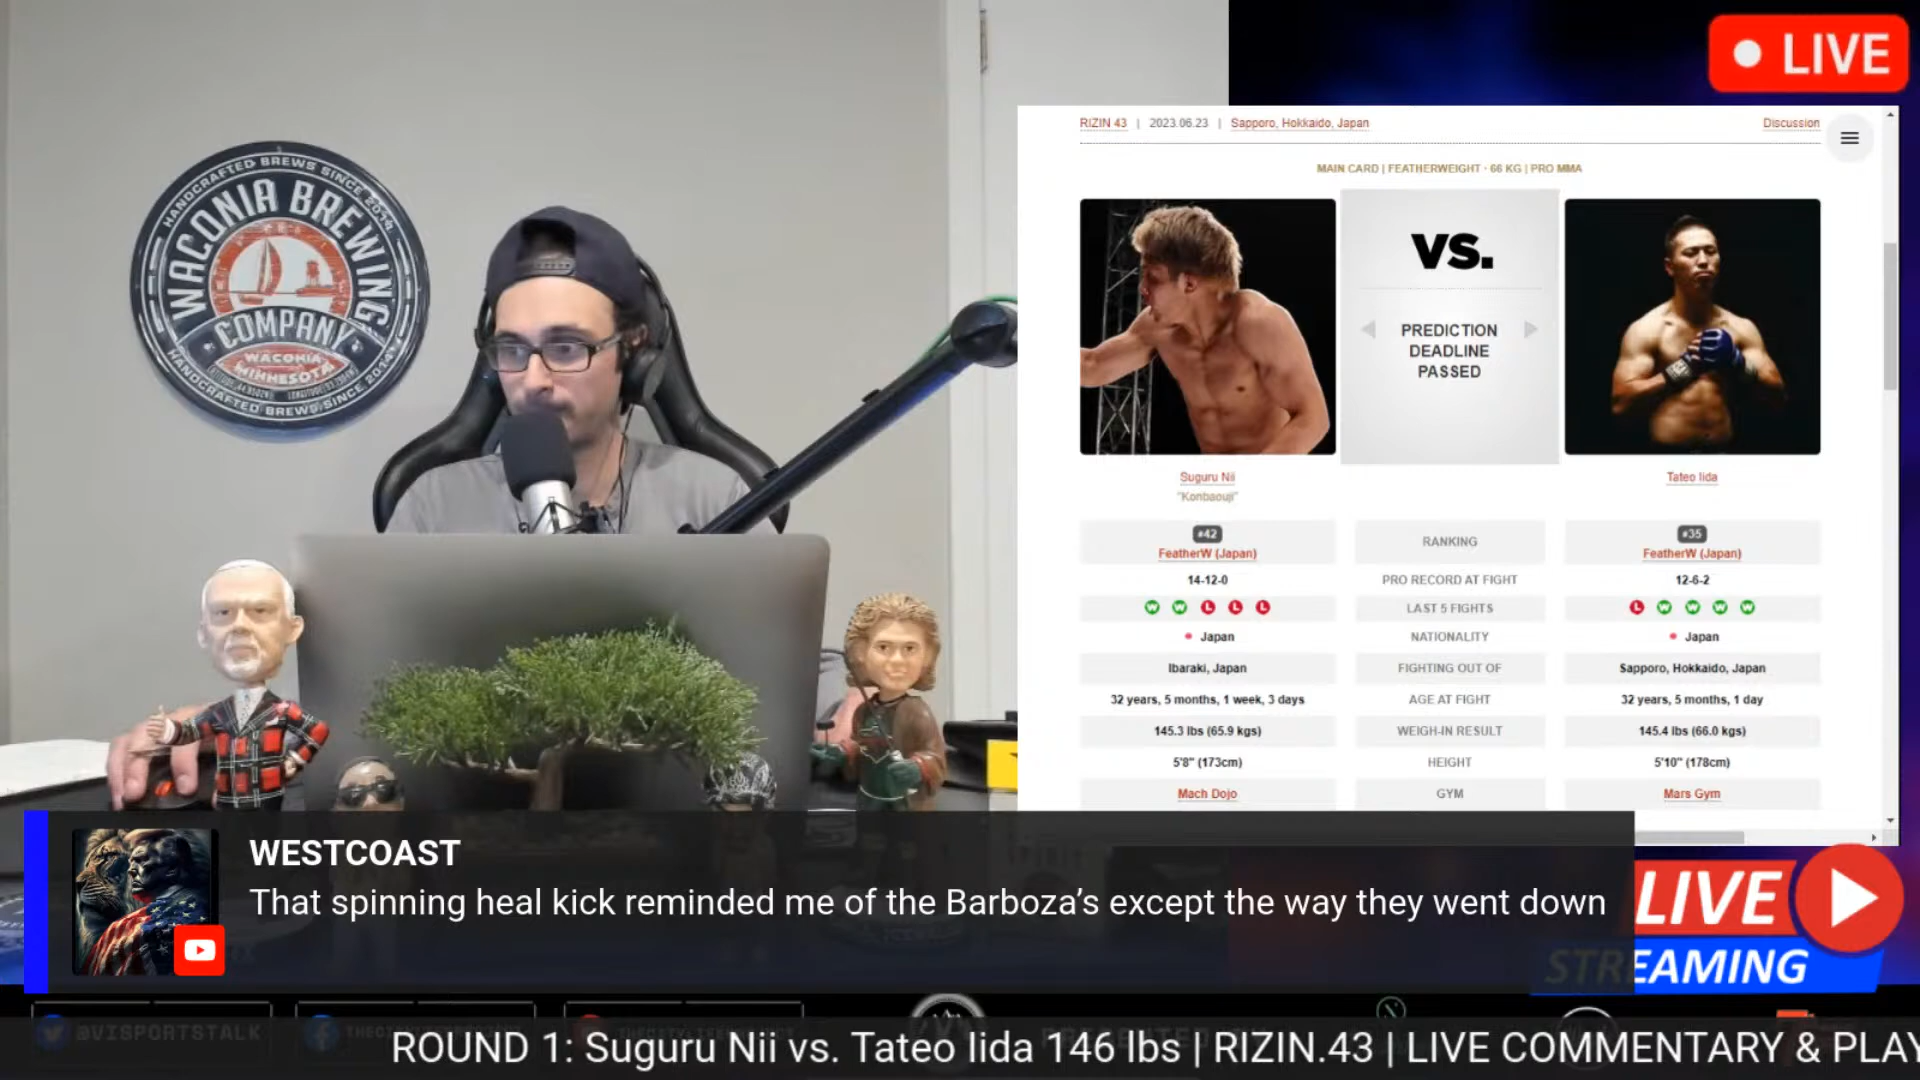 LIVE
HANDCRAFTED BREWS SINCE 2014
WACONIA BREWING
COMPANY
WACONIA,
MINNESOTA
HANDCRAFTED BREWS SINCE 2014
RIZIN 43 | 2023.06.23 | Sapporo, Hokkaido, Japan
Discussion
MAIN CARD | FEATHERWEIGHT · 66 KG | PRO MMA
VS.
PREDICTION
DEADLINE
PASSED
Suguru Nii
Tateo Iida
"Konbaouji"
#42
RANKING
#35
FeatherW (Japan)
FeatherW (Japan)
14-12-0
PRO RECORD AT FIGHT
12-6-2
W W L L L
LAST 5 FIGHTS
L W W W W
Japan
NATIONALITY
Japan
Ibaraki, Japan
FIGHTING OUT OF
Sapporo, Hokkaido, Japan
32 years, 5 months, 1 week, 3 days
AGE AT FIGHT
32 years, 5 months, 1 day
145.3 lbs (65.9 kgs)
WEIGH-IN RESULT
145.4 lbs (66.0 kgs)
5'8" (173cm)
HEIGHT
5'10" (178cm)
Mach Dojo
GYM
Mars Gym
WESTCOAST
That spinning heal kick reminded me of the Barboza's except the way they went down
LIVE
STREAMING
@VISPORTSTALK
ROUND 1: Suguru Nii vs. Tateo Iida 146 lbs | RIZIN.43 | LIVE COMMENTARY & PLAY